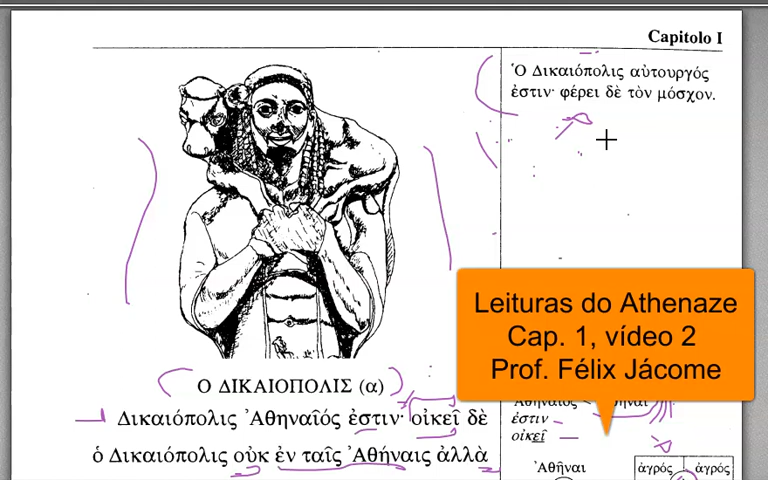 Capitolo I
Ὁ Δικαιόπολις αὐτουργός
ἐστιν· φέρει δὲ τὸν μόσχον.
Leituras do Athenaze
Cap. 1, vídeo 2
Prof. Félix Jácome
Ο ΔΙΚΑΙΟΠΟΛΙΣ (α)
Δικαιόπολις Ἀθηναῖός ἐστιν· οἰκεῖ δὲ
ὁ Δικαιόπολις οὐκ ἐν ταῖς Ἀθήναις ἀλλὰ
ἐστιν
οἰκεῖ
Ἀθῆναι
ἀγρός ἀγρός